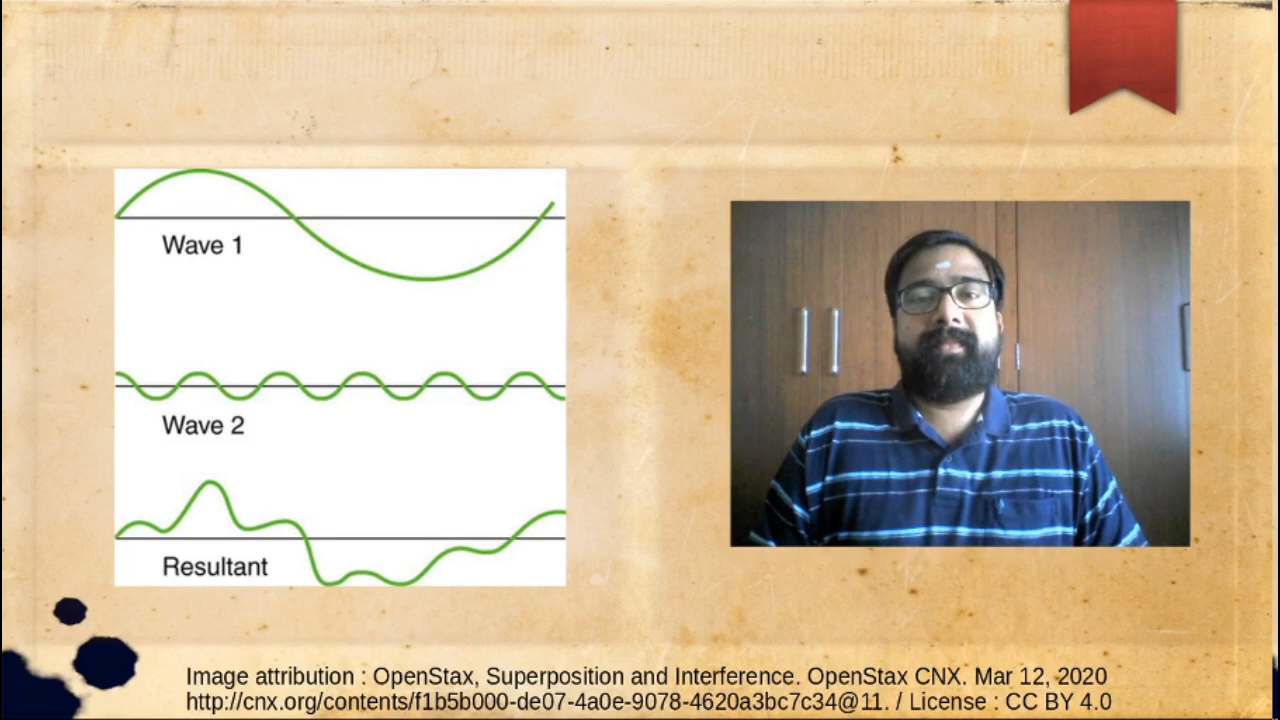 Wave 1
Wave 2
Resultant
Image attribution : OpenStax, Superposition and Interference. OpenStax CNX. Mar 12, 2020
http://cnx.org/contents/f1b5b000-de07-4a0e-9078-4620a3bc7c34@11. / License : CC BY 4.0